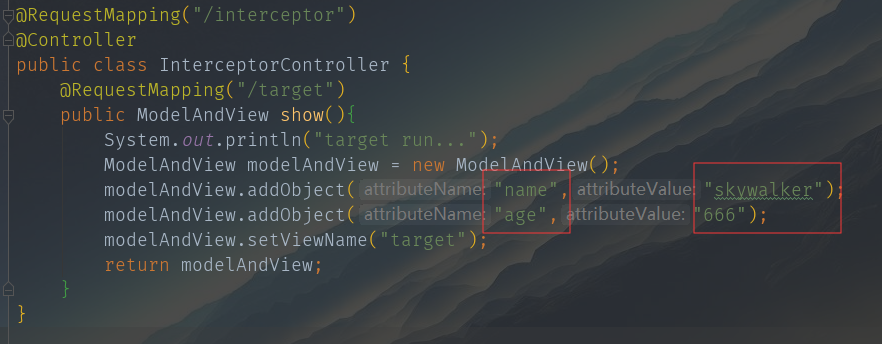 @RequestMapping("/interceptor")
@Controller
public class InterceptorController {
@RequestMapping("/target")
public ModelAndView show(){
System.out.println("target run...");
ModelAndView modelAndView = new ModelAndView();
modelAndView.addObject( attributeName: "name", attributeValue: "skywalker");
modelAndView.addObject( attributeName: "age", attributeValue: "666");
modelAndView.setViewName("target");
return modelAndView;
}
}